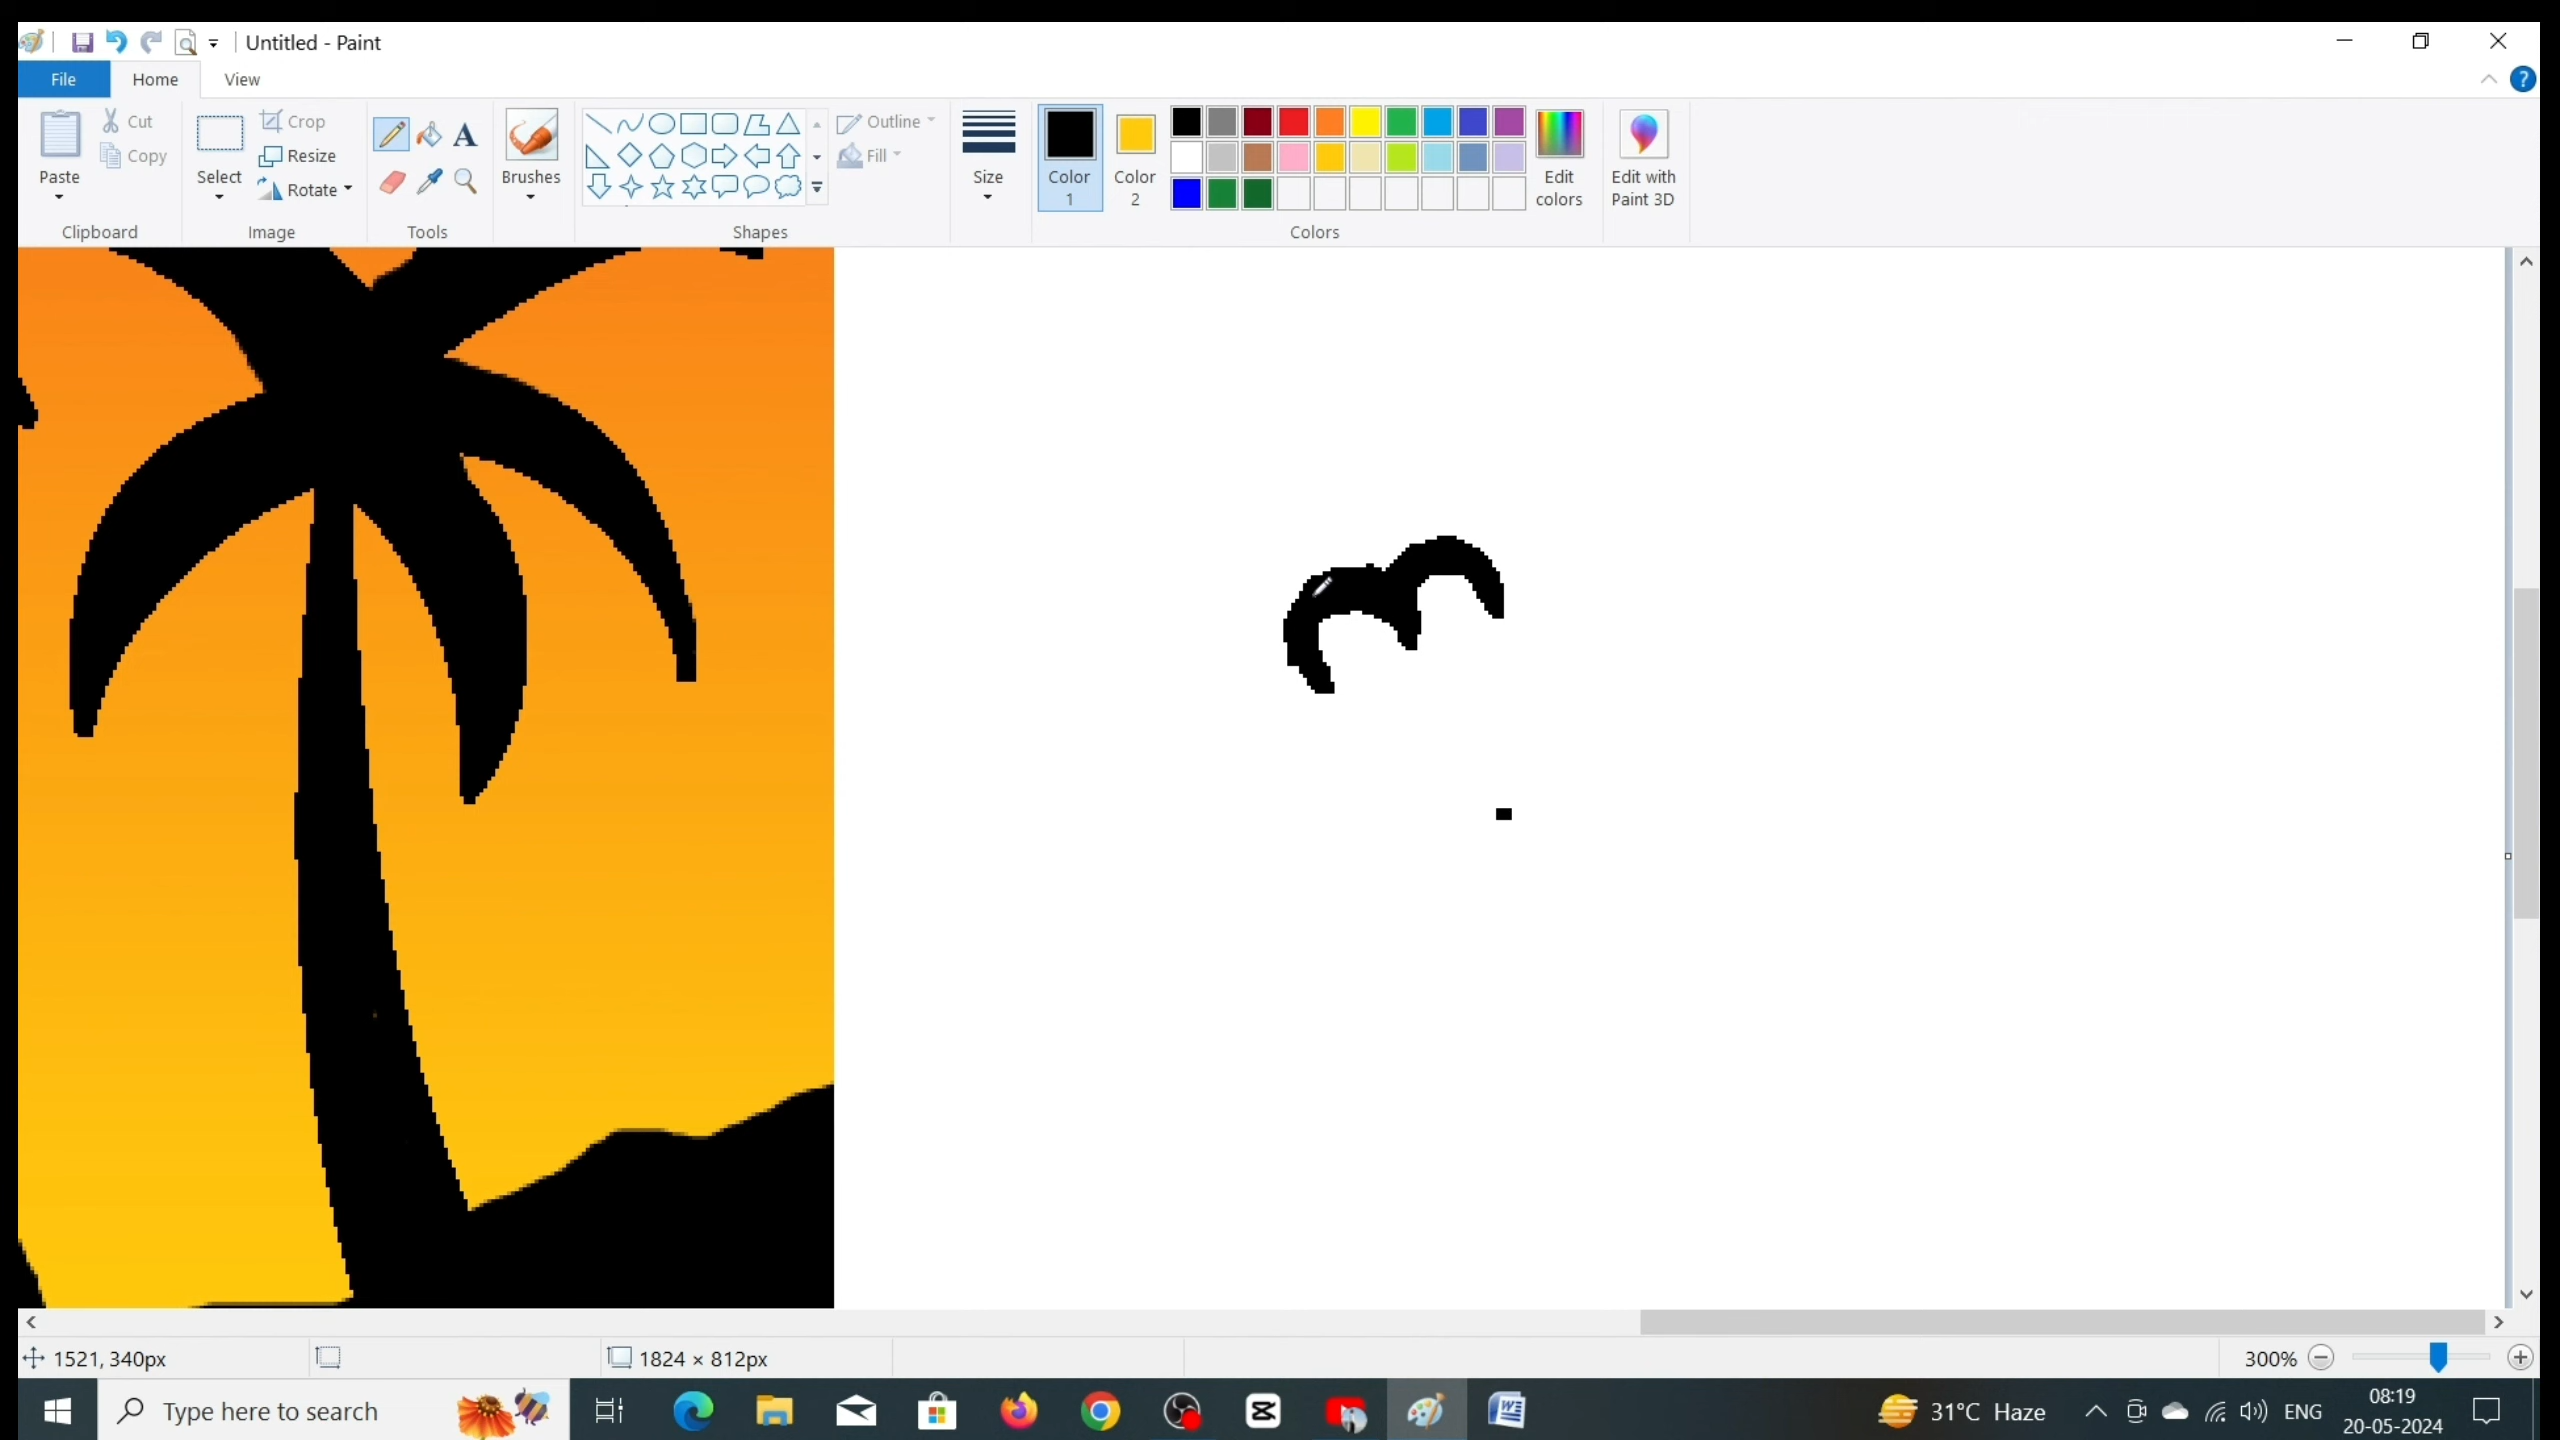 Untitled - Paint
File Home View
Paste
Cut
Copy
Clipboard
Select
Crop
Resize
Rotate
Image
A
Tools
Brushes
Shapes
Outline
Fill
Size
Color 1
Color 2
Colors
Edit colors
Edit with Paint 3D
?
1521, 340px
1824 × 812px
300%
Type here to search
31°C Haze
ENG
08:19
20-05-2024